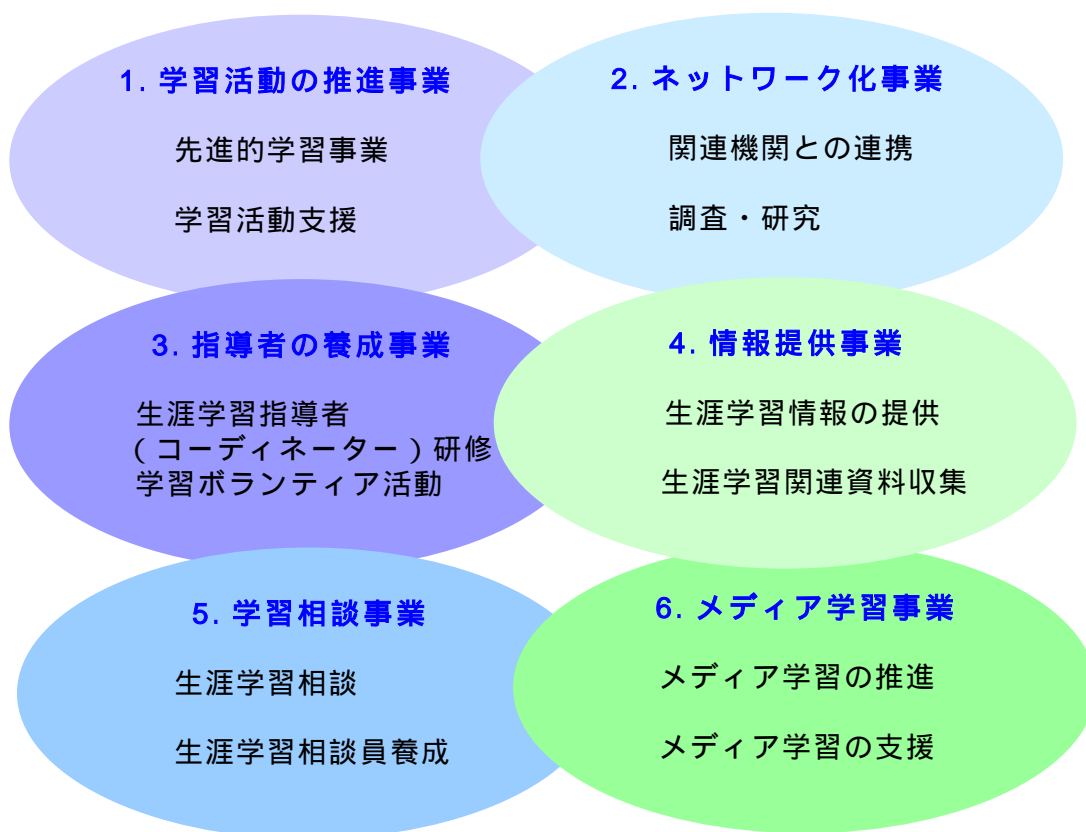 1. 学習活動の推進事業
先進的学習事業
学習活動支援
2. ネットワーク化事業
関連機関との連携
調査・研究
3. 指導者の養成事業
生涯学習指導者
（コーディネーター）研修
学習ボランティア活動
4. 情報提供事業
生涯学習情報の提供
生涯学習関連資料収集
5. 学習相談事業
生涯学習相談
生涯学習相談員養成
6. メディア学習事業
メディア学習の推進
メディア学習の支援